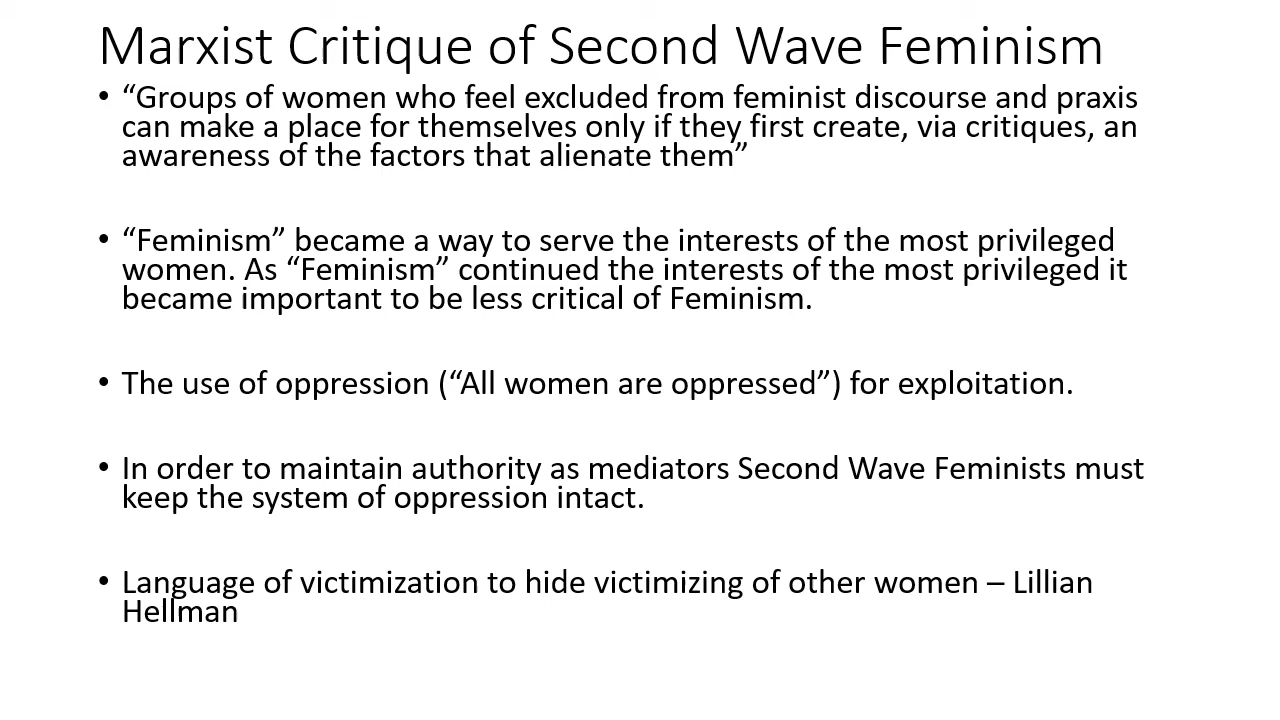 Marxist Critique of Second Wave Feminism
• “Groups of women who feel excluded from feminist discourse and praxis
can make a place for themselves only if they first create, via critiques, an
awareness of the factors that alienate them”
• “Feminism” became a way to serve the interests of the most privileged
women. As “Feminism” continued the interests of the most privileged it
became important to be less critical of Feminism.
• The use of oppression (“All women are oppressed”) for exploitation.
• In order to maintain authority as mediators Second Wave Feminists must
keep the system of oppression intact.
• Language of victimization to hide victimizing of other women – Lillian
Hellman